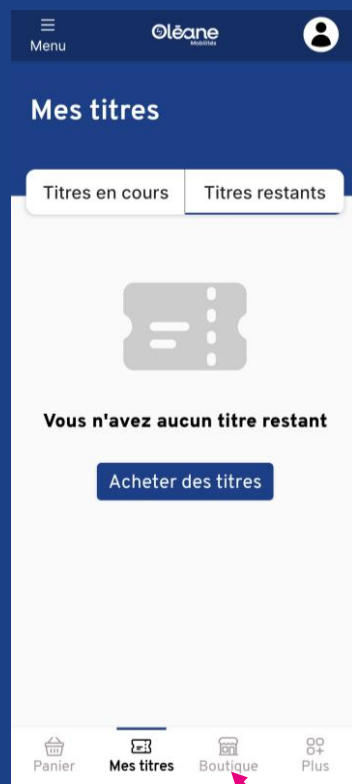 Menu
Oléane
Mobilités
Mes titres
Titres en cours
Titres restants
Vous n'avez aucun titre restant
Acheter des titres
Panier
Mes titres
Boutique
Plus